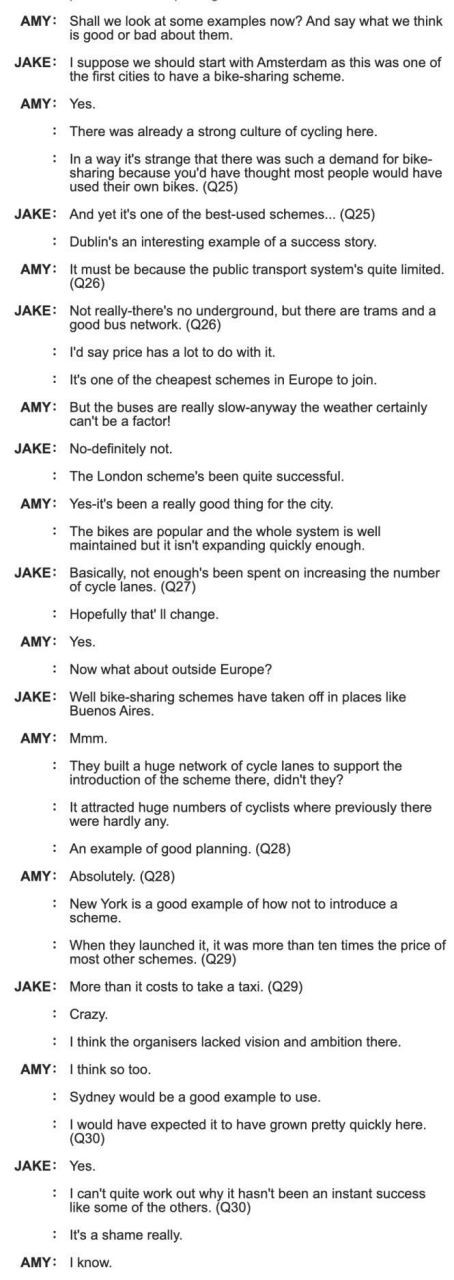 AMY: Shall we look at some examples now? And say what we think
is good or bad about them.
JAKE: I suppose we should start with Amsterdam as this was one of
the first cities to have a bike-sharing scheme.
AMY: Yes.
: There was already a strong culture of cycling here.
: In a way it's strange that there was such a demand for bike-
sharing because you'd have thought most people would have
used their own bikes. (Q25)
JAKE: And yet it's one of the best-used schemes... (Q25)
: Dublin's an interesting example of a success story.
AMY: It must be because the public transport system's quite limited.
(Q26)
JAKE: Not really-there's no underground, but there are trams and a
good bus network. (Q26)
: I'd say price has a lot to do with it.
: It's one of the cheapest schemes in Europe to join.
AMY: But the buses are really slow-anyway the weather certainly
can't be a factor!
JAKE: No-definitely not.
: The London scheme's been quite successful.
AMY: Yes-it's been a really good thing for the city.
: The bikes are popular and the whole system is well
maintained but it isn't expanding quickly enough.
JAKE: Basically, not enough's been spent on increasing the number
of cycle lanes. (Q27)
: Hopefully that' ll change.
AMY: Yes.
: Now what about outside Europe?
JAKE: Well bike-sharing schemes have taken off in places like
Buenos Aires.
AMY: Mmm.
: They built a huge network of cycle lanes to support the
introduction of the scheme there, didn't they?
: It attracted huge numbers of cyclists where previously there
were hardly any.
: An example of good planning. (Q28)
AMY: Absolutely. (Q28)
: New York is a good example of how not to introduce a
scheme.
: When they launched it, it was more than ten times the price of
most other schemes. (Q29)
JAKE: More than it costs to take a taxi. (Q29)
: Crazy.
: I think the organisers lacked vision and ambition there.
AMY: I think so too.
: Sydney would be a good example to use.
: I would have expected it to have grown pretty quickly here.
(Q30)
JAKE: Yes.
: I can't quite work out why it hasn't been an instant success
like some of the others. (Q30)
: It's a shame really.
AMY: I know.